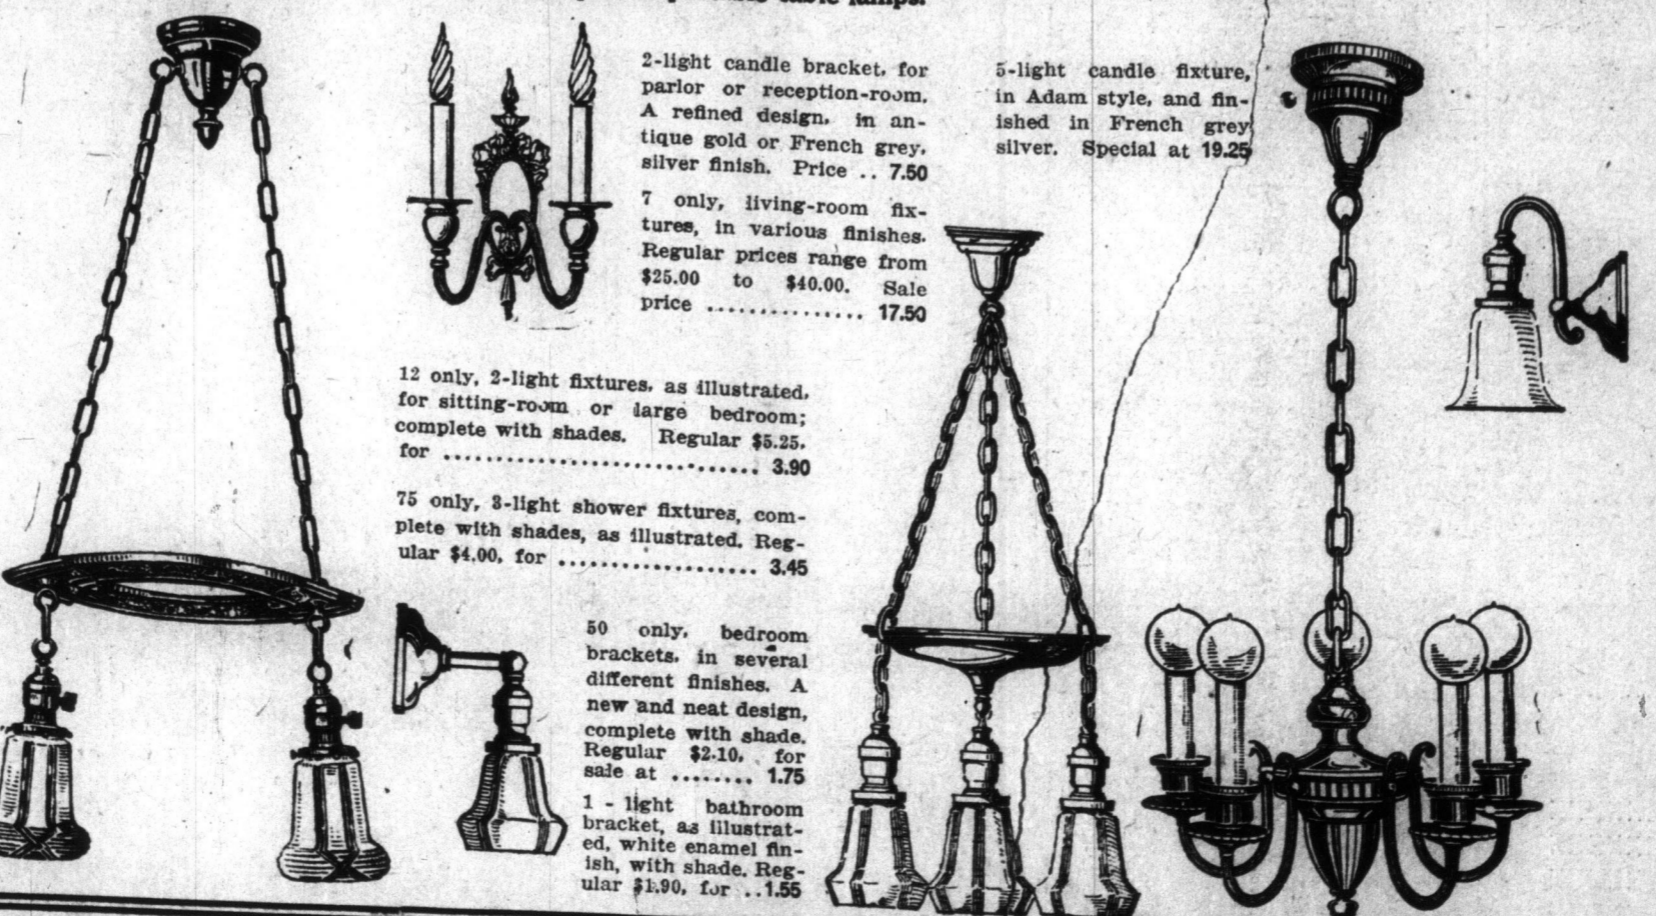 table lamps.
2-light candle bracket, for
parlor or reception-room.
A refined design, in an-
tique gold or French grey,
silver finish. Price .. 7.50
7 only, living-room fix-
tures, in various finishes.
Regular prices range from
$25.00 to $40.00. Sale
price ............... 17.50
5-light candle fixture,
in Adam style, and fin-
ished in French grey
silver. Special at 19.25
12 only, 2-light fixtures, as illustrated,
for sitting-room or large bedroom;
complete with shades. Regular $5.25,
for .............................. 3.90
75 only, 3-light shower fixtures, com-
plete with shades, as illustrated. Reg-
ular $4.00, for ................... 3.45
50 only, bedroom
brackets, in several
different finishes. A
new and neat design,
complete with shade.
Regular $2.10, for
sale at ........ 1.75
1 - light bathroom
bracket, as illustrat-
ed, white enamel fin-
ish, with shade. Reg-
ular $1.90, for ..1.55